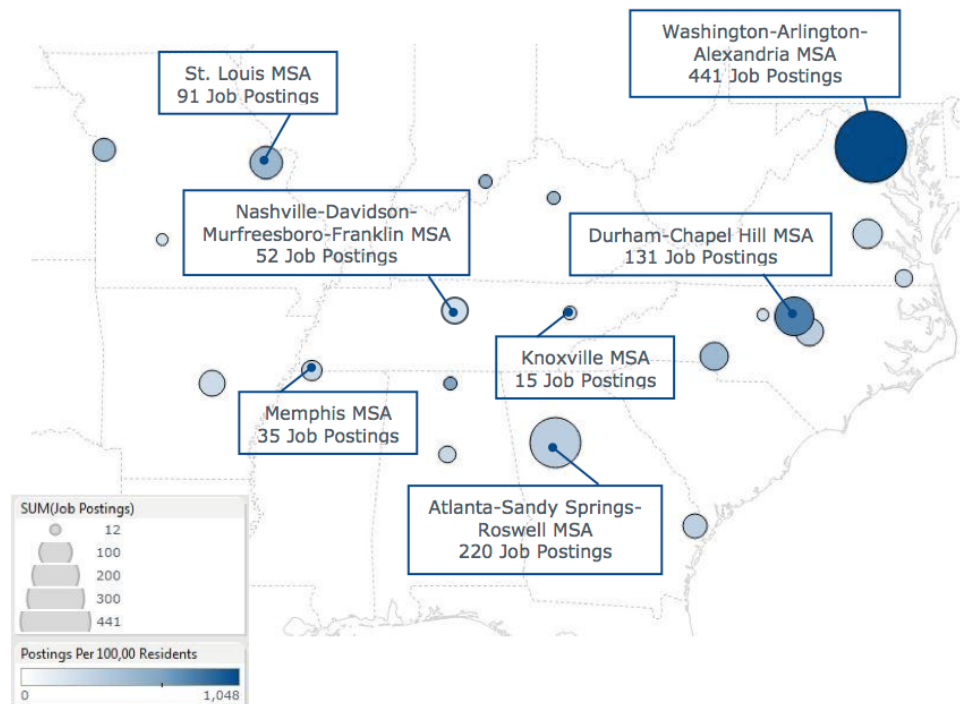 Washington-Arlington-
Alexandria MSA
441 Job Postings
St. Louis MSA
91 Job Postings
Nashville-Davidson-
Murfreesboro-Franklin MSA
52 Job Postings
Durham-Chapel Hill MSA
131 Job Postings
Knoxville MSA
15 Job Postings
Memphis MSA
35 Job Postings
Atlanta-Sandy Springs-
Roswell MSA
220 Job Postings
SUM(Job Postings)
12
100
200
300
441
Postings Per 100,00 Residents
0 1,048